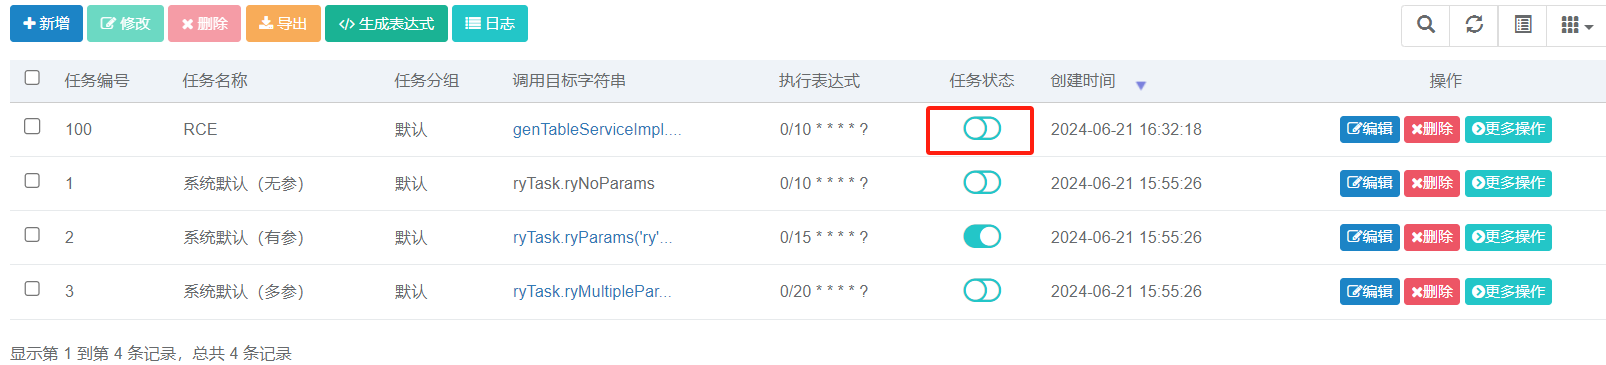 新增 修改 删除 导出 生成表达式 日志
任务编号 任务名称 任务分组 调用目标字符串 执行表达式 任务状态 创建时间 操作
100 RCE 默认 genTableServiceImpl.... 0/10 * * * * ? 2024-06-21 16:32:18 编辑 删除 更多操作
1 系统默认（无参） 默认 ryTask.ryNoParams 0/10 * * * * ? 2024-06-21 15:55:26 编辑 删除 更多操作
2 系统默认（有参） 默认 ryTask.ryParams('ry'... 0/15 * * * * ? 2024-06-21 15:55:26 编辑 删除 更多操作
3 系统默认（多参） 默认 ryTask.ryMultiplePar... 0/20 * * * * ? 2024-06-21 15:55:26 编辑 删除 更多操作
显示第 1 到第 4 条记录，总共 4 条记录